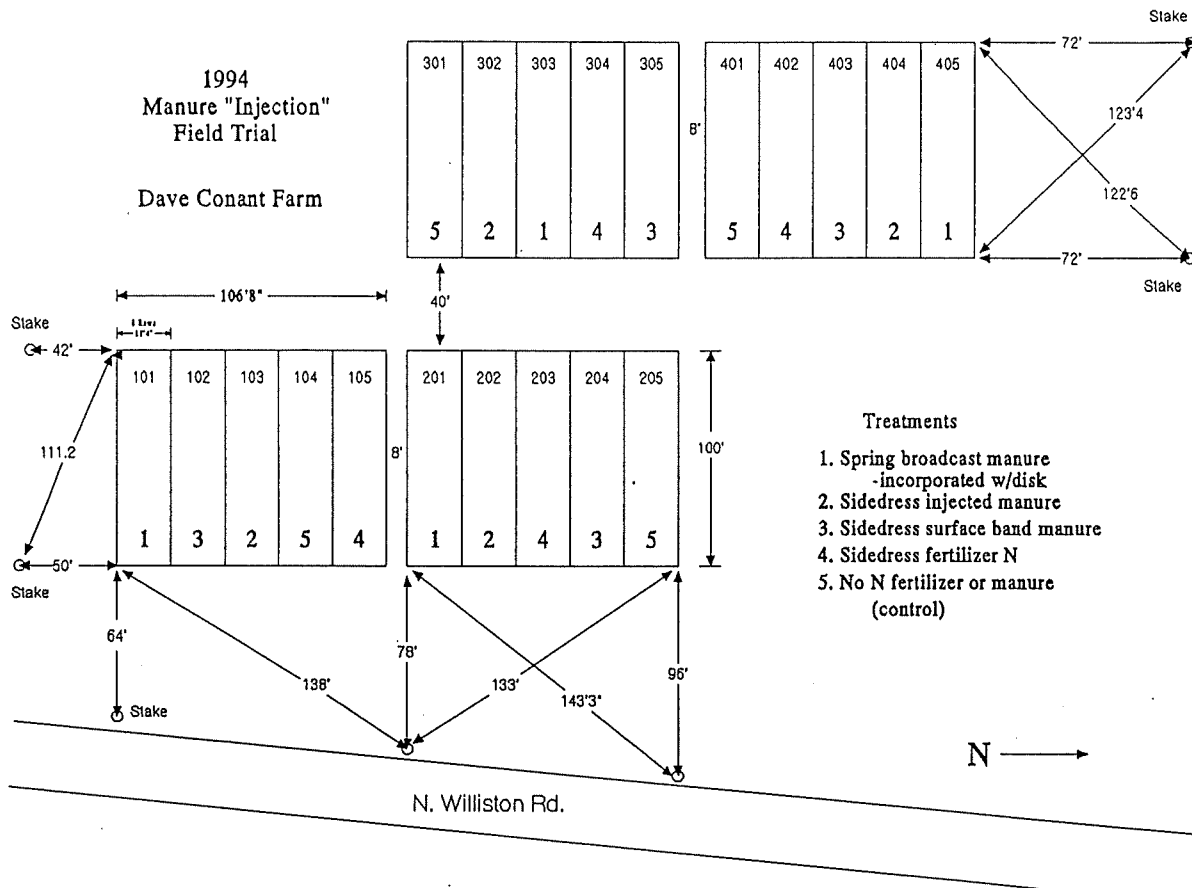 1994
Manure "Injection"
Field Trial
Dave Conant Farm
301 302 303 304 305
5 2 1 4 3
8'
401 402 403 404 405
5 4 3 2 1
Stake
72'
123'4
122'6
72'
Stake
40'
106'8"
Stake
42'
111.2
50'
Stake
101 102 103 104 105
1 3 2 5 4
8'
201 202 203 204 205
1 2 4 3 5
100'
Treatments
1. Spring broadcast manure
-incorporated w/disk
2. Sidedress injected manure
3. Sidedress surface band manure
4. Sidedress fertilizer N
5. No N fertilizer or manure
(control)
64'
Stake
138'
78'
133'
143'3"
96'
N
N. Williston Rd.